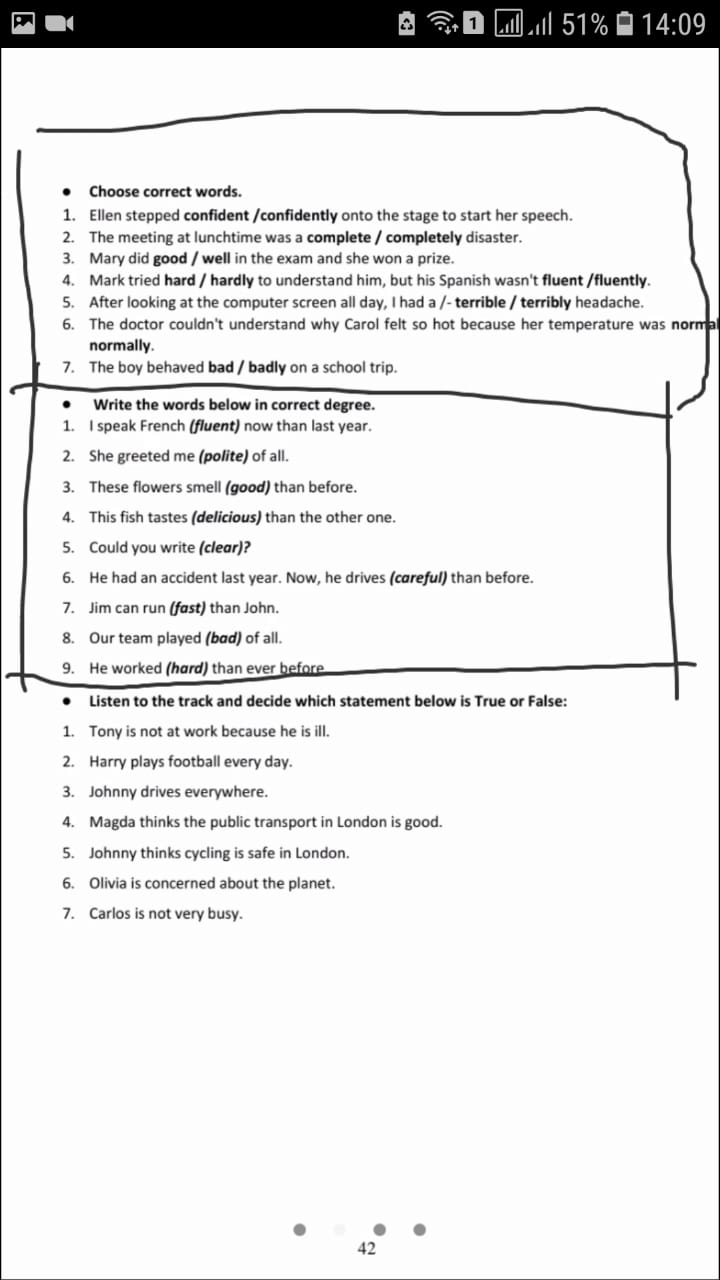 1 51% 14:09
• Choose correct words.
1. Ellen stepped confident /confidently onto the stage to start her speech.
2. The meeting at lunchtime was a complete / completely disaster.
3. Mary did good / well in the exam and she won a prize.
4. Mark tried hard / hardly to understand him, but his Spanish wasn't fluent /fluently.
5. After looking at the computer screen all day, I had a /- terrible / terribly headache.
6. The doctor couldn't understand why Carol felt so hot because her temperature was normal
normally.
7. The boy behaved bad / badly on a school trip.
• Write the words below in correct degree.
1. I speak French (fluent) now than last year.
2. She greeted me (polite) of all.
3. These flowers smell (good) than before.
4. This fish tastes (delicious) than the other one.
5. Could you write (clear)?
6. He had an accident last year. Now, he drives (careful) than before.
7. Jim can run (fast) than John.
8. Our team played (bad) of all.
9. He worked (hard) than ever before
• Listen to the track and decide which statement below is True or False:
1. Tony is not at work because he is ill.
2. Harry plays football every day.
3. Johnny drives everywhere.
4. Magda thinks the public transport in London is good.
5. Johnny thinks cycling is safe in London.
6. Olivia is concerned about the planet.
7. Carlos is not very busy.
42